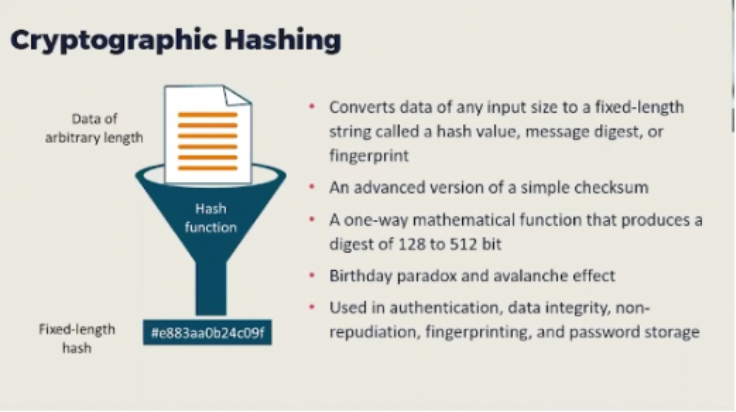 Cryptographic Hashing
Data of
arbitrary length
Hash
function
Fixed-length
hash
#e883aa0b24c09f
• Converts data of any input size to a fixed-length
string called a hash value, message digest, or
fingerprint
• An advanced version of a simple checksum
• A one-way mathematical function that produces a
digest of 128 to 512 bit
• Birthday paradox and avalanche effect
• Used in authentication, data integrity, non-
repudiation, fingerprinting, and password storage